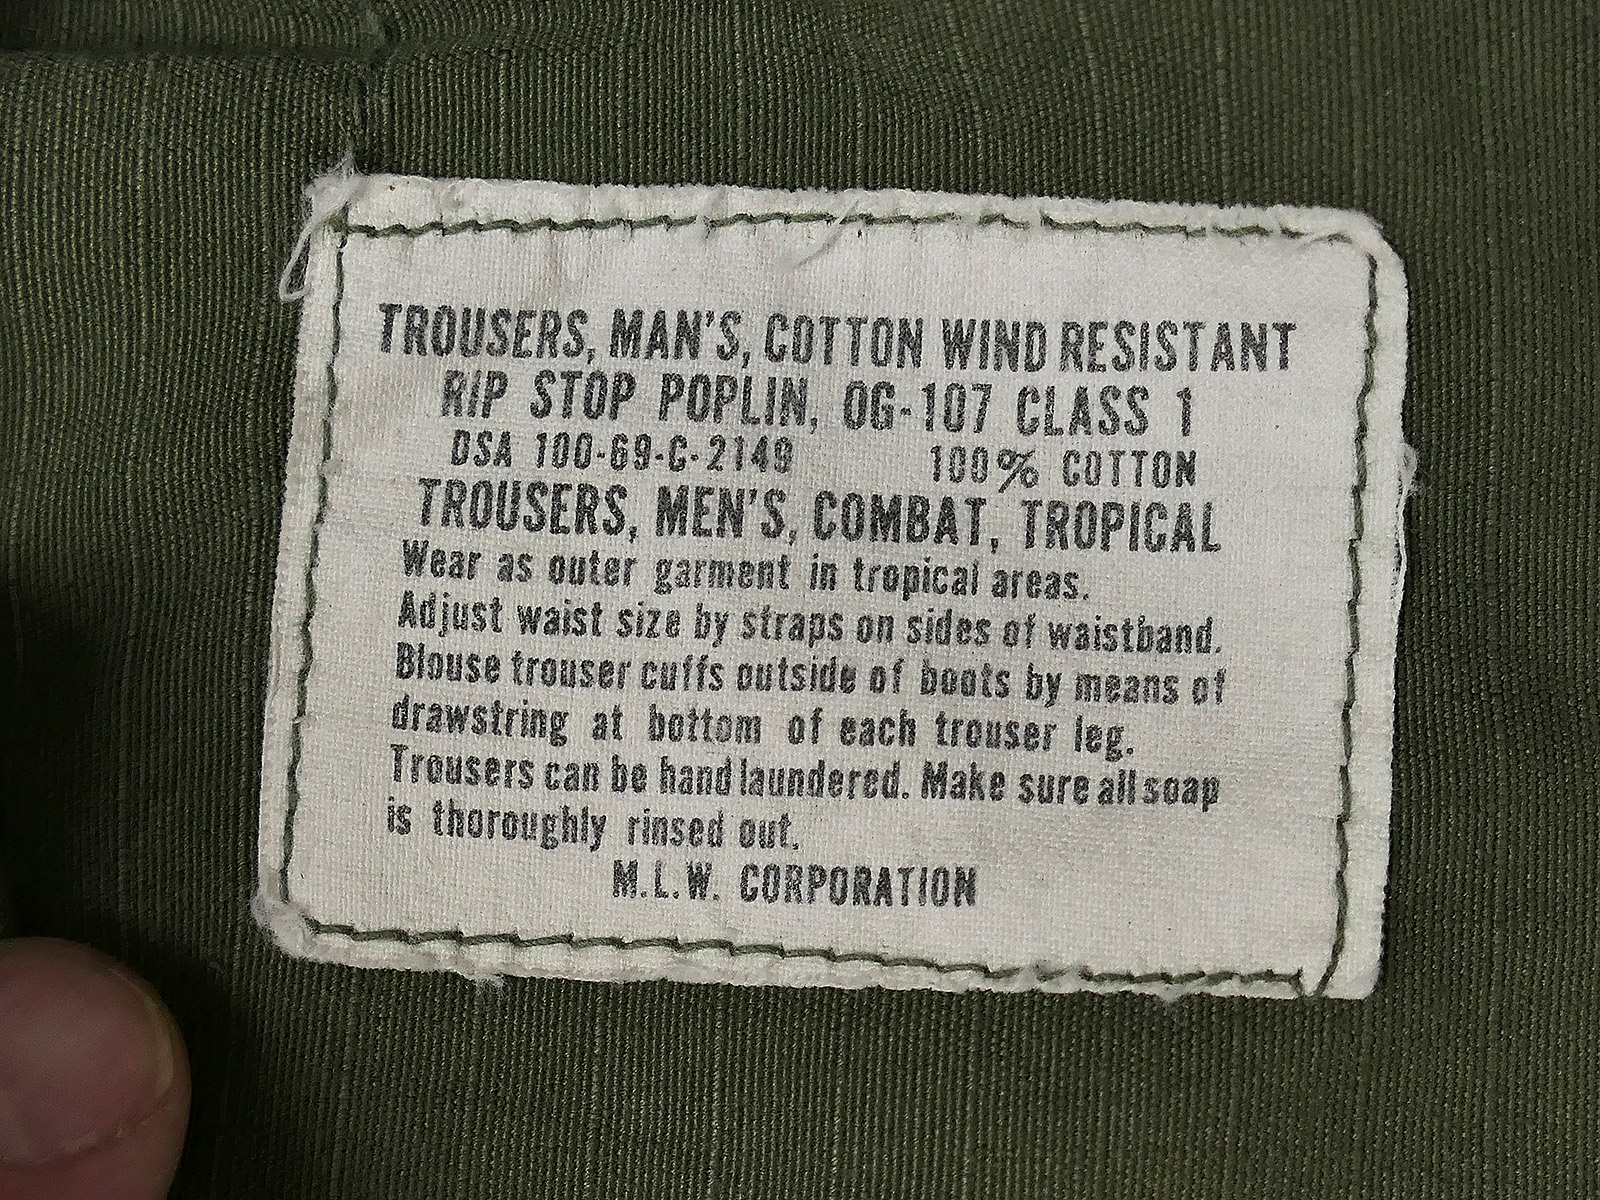 TROUSERS, MAN'S, COTTON WIND RESISTANT
RIP STOP POPLIN, OG-107 CLASS 1
DSA 100-69-C-2149 100% COTTON
TROUSERS, MEN'S, COMBAT, TROPICAL
Wear as outer garment in tropical areas.
Adjust waist size by straps on sides of waistband.
Blouse trouser cuffs outside of boots by means of
drawstring at bottom of each trouser leg.
Trousers can be hand laundered. Make sure all soap
is thoroughly rinsed out.
M.L.W. CORPORATION